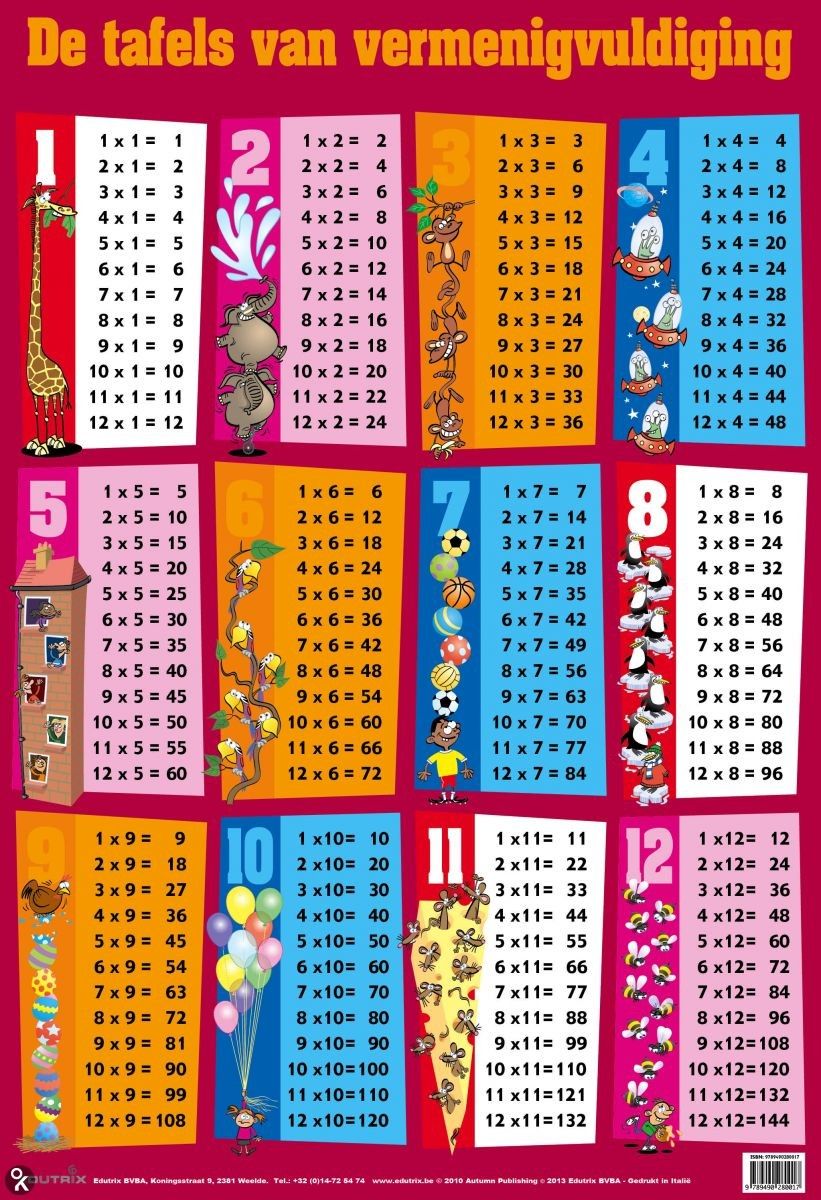 De tafels van vermenigvuldiging
1
1 x 1 = 1
2 x 1 = 2
3 x 1 = 3
4 x 1 = 4
5 x 1 = 5
6 x 1 = 6
7 x 1 = 7
8 x 1 = 8
9 x 1 = 9
10 x 1 = 10
11 x 1 = 11
12 x 1 = 12
2
1 x 2 = 2
2 x 2 = 4
3 x 2 = 6
4 x 2 = 8
5 x 2 = 10
6 x 2 = 12
7 x 2 = 14
8 x 2 = 16
9 x 2 = 18
10 x 2 = 20
11 x 2 = 22
12 x 2 = 24
3
1 x 3 = 3
2 x 3 = 6
3 x 3 = 9
4 x 3 = 12
5 x 3 = 15
6 x 3 = 18
7 x 3 = 21
8 x 3 = 24
9 x 3 = 27
10 x 3 = 30
11 x 3 = 33
12 x 3 = 36
4
1 x 4 = 4
2 x 4 = 8
3 x 4 = 12
4 x 4 = 16
5 x 4 = 20
6 x 4 = 24
7 x 4 = 28
8 x 4 = 32
9 x 4 = 36
10 x 4 = 40
11 x 4 = 44
12 x 4 = 48
5
1 x 5 = 5
2 x 5 = 10
3 x 5 = 15
4 x 5 = 20
5 x 5 = 25
6 x 5 = 30
7 x 5 = 35
8 x 5 = 40
9 x 5 = 45
10 x 5 = 50
11 x 5 = 55
12 x 5 = 60
6
1 x 6 = 6
2 x 6 = 12
3 x 6 = 18
4 x 6 = 24
5 x 6 = 30
6 x 6 = 36
7 x 6 = 42
8 x 6 = 48
9 x 6 = 54
10 x 6 = 60
11 x 6 = 66
12 x 6 = 72
7
1 x 7 = 7
2 x 7 = 14
3 x 7 = 21
4 x 7 = 28
5 x 7 = 35
6 x 7 = 42
7 x 7 = 49
8 x 7 = 56
9 x 7 = 63
10 x 7 = 70
11 x 7 = 77
12 x 7 = 84
8
1 x 8 = 8
2 x 8 = 16
3 x 8 = 24
4 x 8 = 32
5 x 8 = 40
6 x 8 = 48
7 x 8 = 56
8 x 8 = 64
9 x 8 = 72
10 x 8 = 80
11 x 8 = 88
12 x 8 = 96
9
1 x 9 = 9
2 x 9 = 18
3 x 9 = 27
4 x 9 = 36
5 x 9 = 45
6 x 9 = 54
7 x 9 = 63
8 x 9 = 72
9 x 9 = 81
10 x 9 = 90
11 x 9 = 99
12 x 9 = 108
10
1 x10= 10
2 x10= 20
3 x10= 30
4 x10= 40
5 x10= 50
6 x10= 60
7 x10= 70
8 x10= 80
9 x10= 90
10 x10=100
11 x10=110
12 x10=120
11
1 x11= 11
2 x11= 22
3 x11= 33
4 x11= 44
5 x11= 55
6 x11= 66
7 x11= 77
8 x11= 88
9 x11= 99
10 x11=110
11 x11=121
12 x11=132
12
1 x12= 12
2 x12= 24
3 x12= 36
4 x12= 48
5 x12= 60
6 x12= 72
7 x12= 84
8 x12= 96
9 x12=108
10 x12=120
11 x12=132
12 x12=144
EDUTRIX
Edutrix BVBA, Koningsstraat 9, 2381 Weelde. Tel.: +32 (0)14-72 54 74 www.edutrix.be © 2010 Autumn Publishing © 2013 Edutrix BVBA - Gedrukt in Italië
ISBN: 9789490280017
9 789490 280017